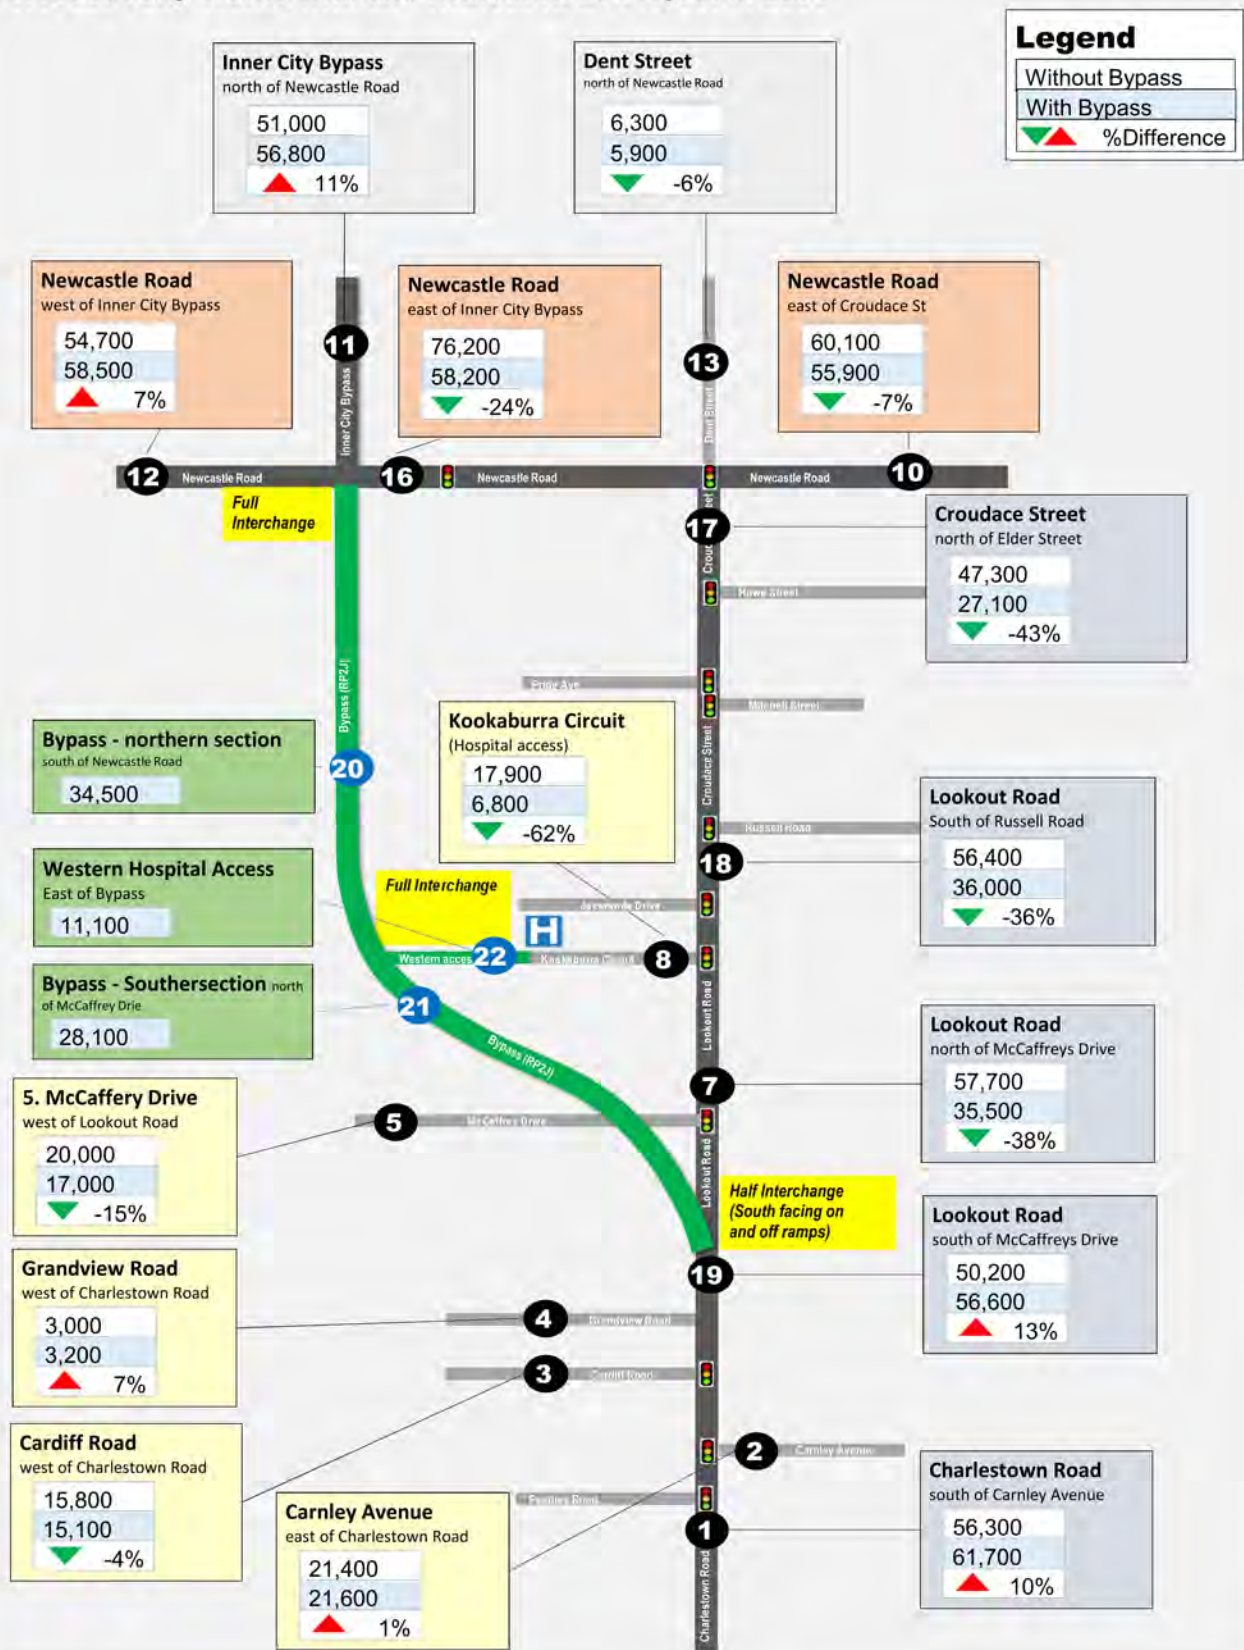 Legend
Without Bypass
With Bypass
%Difference
Inner City Bypass
north of Newcastle Road
51,000
56,800
11%
Dent Street
north of Newcastle Road
6,300
5,900
-6%
Newcastle Road
west of Inner City Bypass
54,700
58,500
7%
Newcastle Road
east of Inner City Bypass
76,200
58,200
-24%
Newcastle Road
east of Croudace St
60,100
55,900
-7%
11
Inner City Bypass
13
Dent Street
12
Newcastle Road
16
Newcastle Road
Newcastle Road
10
Full
Interchange
17
Croudace Street
north of Elder Street
47,300
27,100
-43%
Howe Street
Bypass (RP2J)
Mitchell Street
Croudace Street
Kookaburra Circuit
(Hospital access)
17,900
6,800
-62%
Bypass - northern section
south of Newcastle Road
34,500
20
Russell Road
18
Lookout Road
South of Russell Road
56,400
36,000
-36%
Western Hospital Access
East of Bypass
11,100
Full Interchange
Jacaranda Drive
H
Western acces
22
Kookaburra Circuit
8
Bypass - Southersection north
of McCaffrey Drie
28,100
21
Bypass (RP2J)
Lookout Road
Lookout Road
north of McCaffreys Drive
57,700
35,500
-38%
7
5. McCaffery Drive
west of Lookout Road
20,000
17,000
-15%
5
McCaffrey Drive
Lookout Road
Half Interchange
(South facing on
and off ramps)
Lookout Road
south of McCaffreys Drive
50,200
56,600
13%
19
Grandview Road
west of Charlestown Road
3,000
3,200
7%
4
Grandview Road
3
Cardiff Road
Cardiff Road
west of Charlestown Road
15,800
15,100
-4%
2
Carnley Avenue
Carnley Avenue
east of Charlestown Road
21,400
21,600
1%
1
Charlestown Road
Charlestown Road
south of Carnley Avenue
56,300
61,700
10%